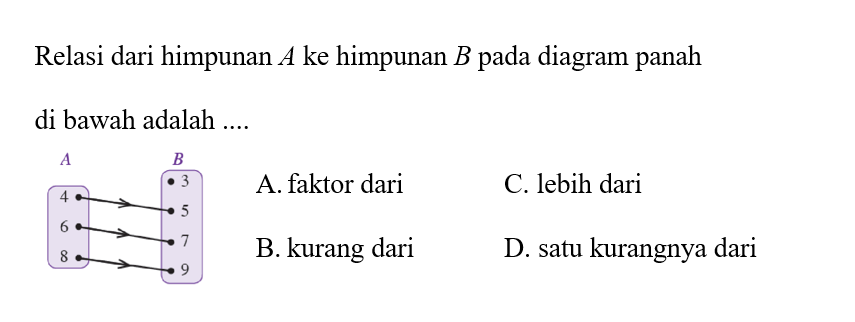 Relasi dari himpunan A ke himpunan B pada diagram panah
di bawah adalah ....
A B
3
4
5
6
7
8
9
A. faktor dari C. lebih dari
B. kurang dari D. satu kurangnya dari